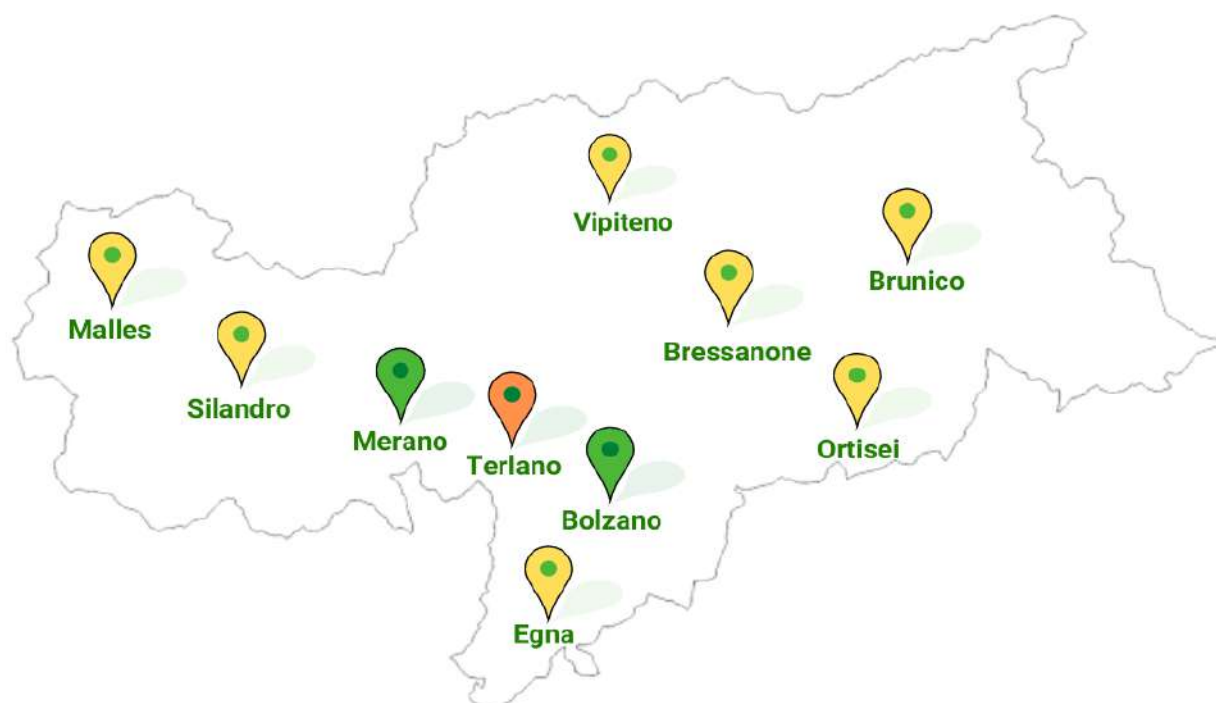 Vipiteno
Brunico
Malles
Bressanone
Silandro
Merano
Ortisei
Terlano
Bolzano
Egna